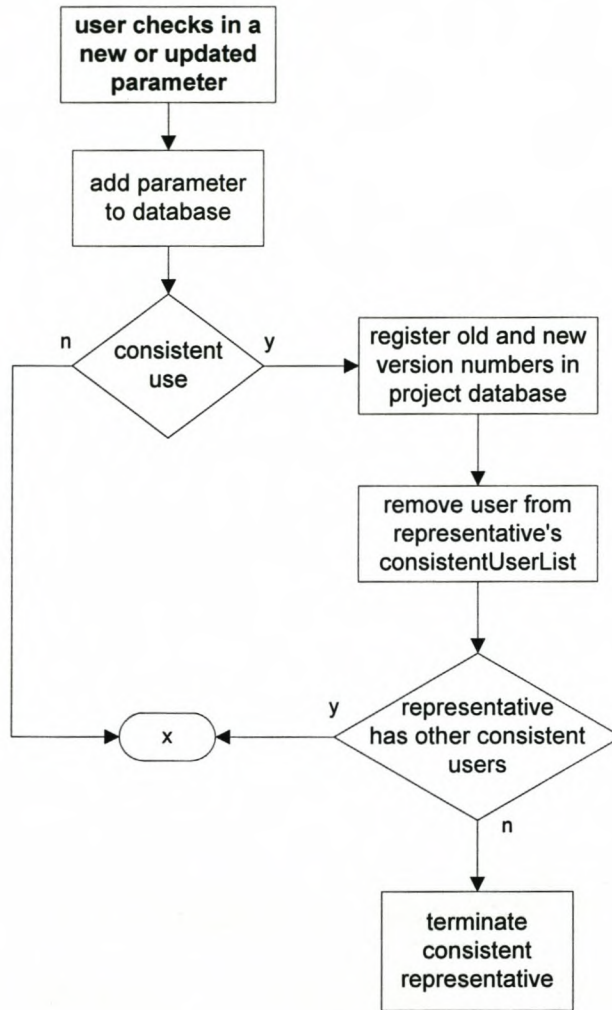 user checks in a
new or updated
parameter
add parameter
to database
n
consistent
use
y
register old and new
version numbers in
project database
remove user from
representative's
consistentUserList
y
representative
has other consistent
users
x
n
terminate
consistent
representative